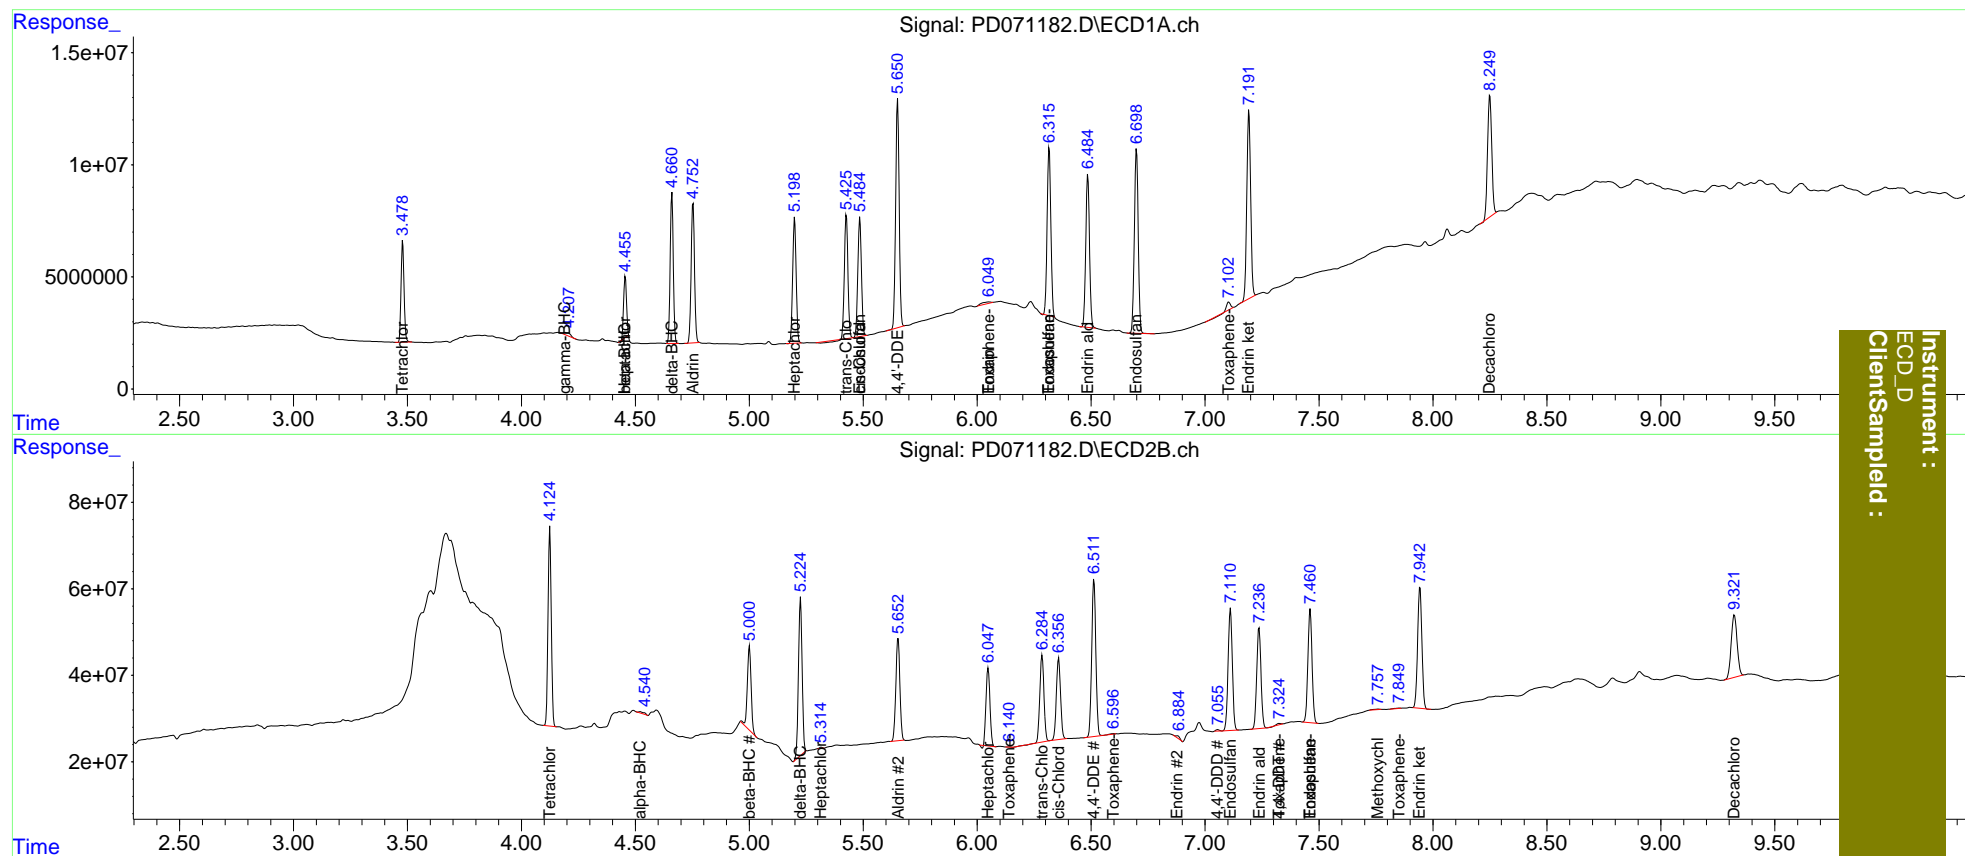 Response_
Signal: PD071182.D\ECD1A.ch
1.5e+07
1e+07
5000000
0
3.478
4.207
4.455
4.660
4.752
5.198
5.425
5.484
5.650
6.049
6.315
6.484
6.698
7.102
7.191
8.249
Tetrachlor
gamma-BHC
delta-BHC
Aldrin
Heptachlor
trans-Chlo
4,4'-DDE
Endrin ald
Endosulfan
Toxaphene
Endrin ket
Decachloro
Time
2.50 3.00 3.50 4.00 4.50 5.00 5.50 6.00 6.50 7.00 7.50 8.00 8.50 9.00 9.50
Response_
Signal: PD071182.D\ECD2B.ch
8e+07
6e+07
4e+07
2e+07
4.124
4.540
5.000
5.224
5.314
5.652
6.047
6.140
6.284
6.356
6.511
6.596
6.884
7.055
7.110
7.236
7.324
7.460
7.757
7.849
7.942
9.321
Tetrachlor
alpha-BHC
beta-BHC #
delta-BHC
Heptachlor
Aldrin #2
Heptachlor
Toxaphene
trans-Chlo
cis-Chlord
4,4'-DDE #
Toxaphene-
Endrin #2
4,4'-DDD #
Endosulfan
Endrin ald
Methoxychl
Toxaphene-
Endrin ket
Decachloro
Time
2.50 3.00 3.50 4.00 4.50 5.00 5.50 6.00 6.50 7.00 7.50 8.00 8.50 9.00 9.50
Instrument :
ECD_D
ClientSampleId :